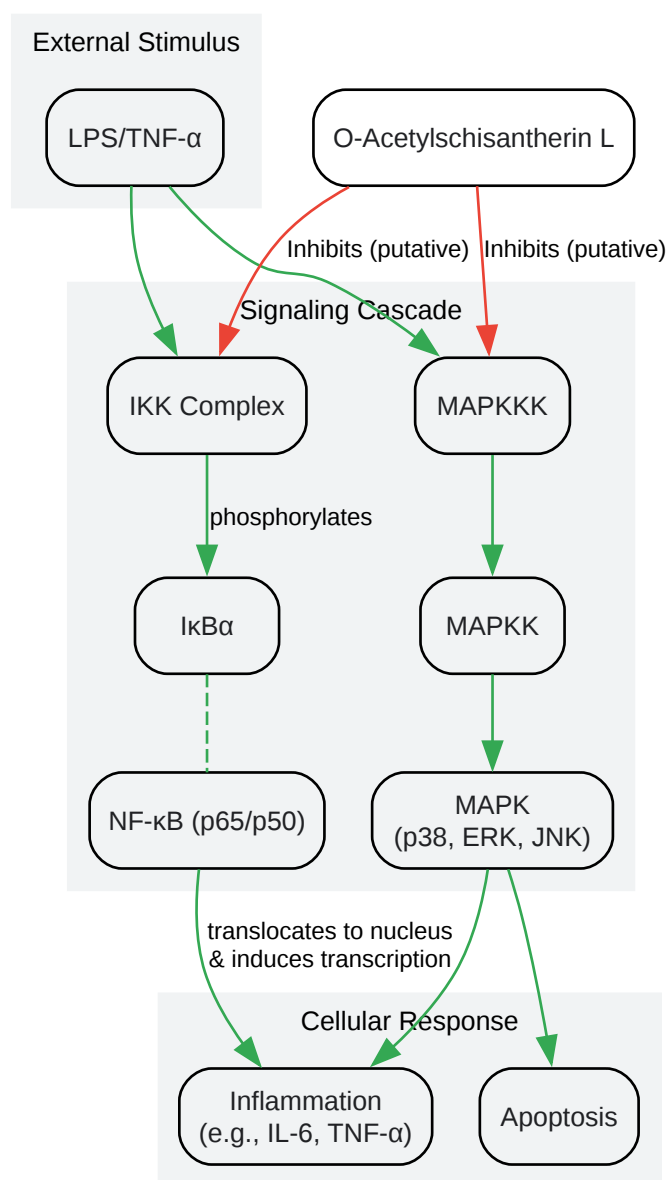 External Stimulus
LPS/TNF-α
O-Acetylschisantherin L
Inhibits (putative)
Inhibits (putative)
Signaling Cascade
IKK Complex
MAPKKK
phosphorylates
IκBα
MAPKK
NF-κB (p65/p50)
MAPK
(p38, ERK, JNK)
translocates to nucleus
& induces transcription
Cellular Response
Inflammation
(e.g., IL-6, TNF-α)
Apoptosis